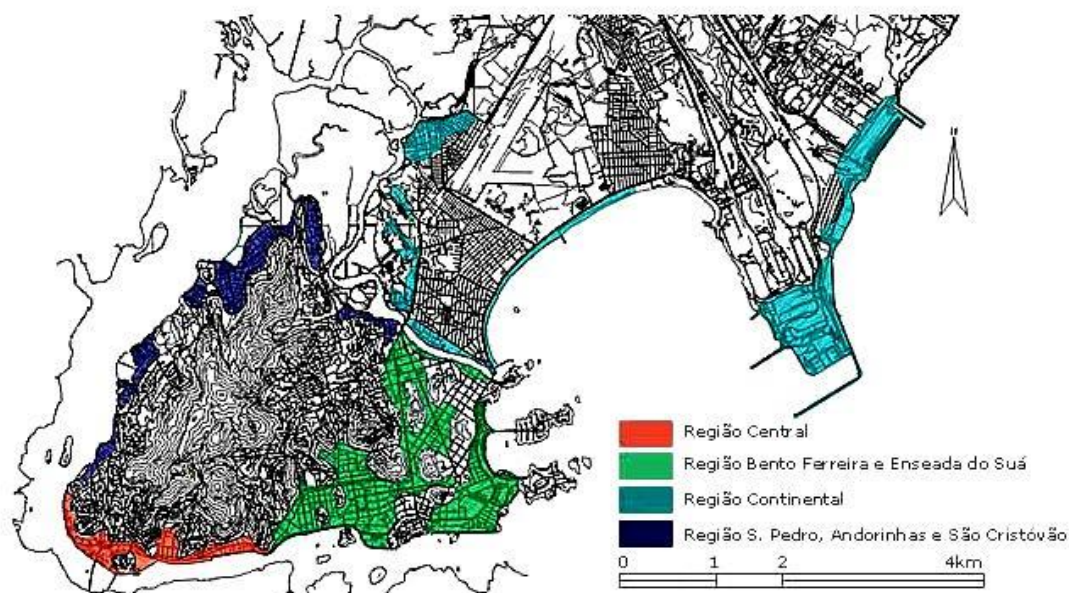 Região Central
Região Bento Ferreira e Enseada do Suá
Região Continental
Região S. Pedro, Andorinhas e São Cristóvão
0 1 2 4km